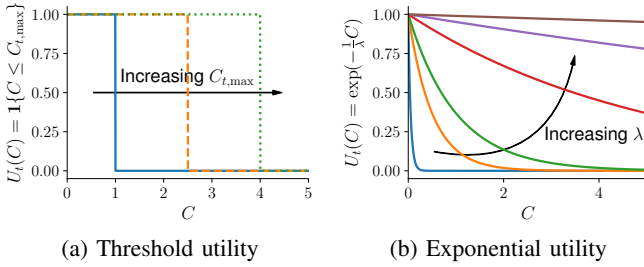 U_t(C) = 1{C ≤ C_{t,max}}
1.00
0.75
0.50
0.25
0.00
Increasing C_{t,max}
0 1 2 3 4 5
C
(a) Threshold utility
U_t(C) = exp(−\frac{1}{λ}C)
1.00
0.75
0.50
0.25
0.00
Increasing λ
0 2 4
C
(b) Exponential utility